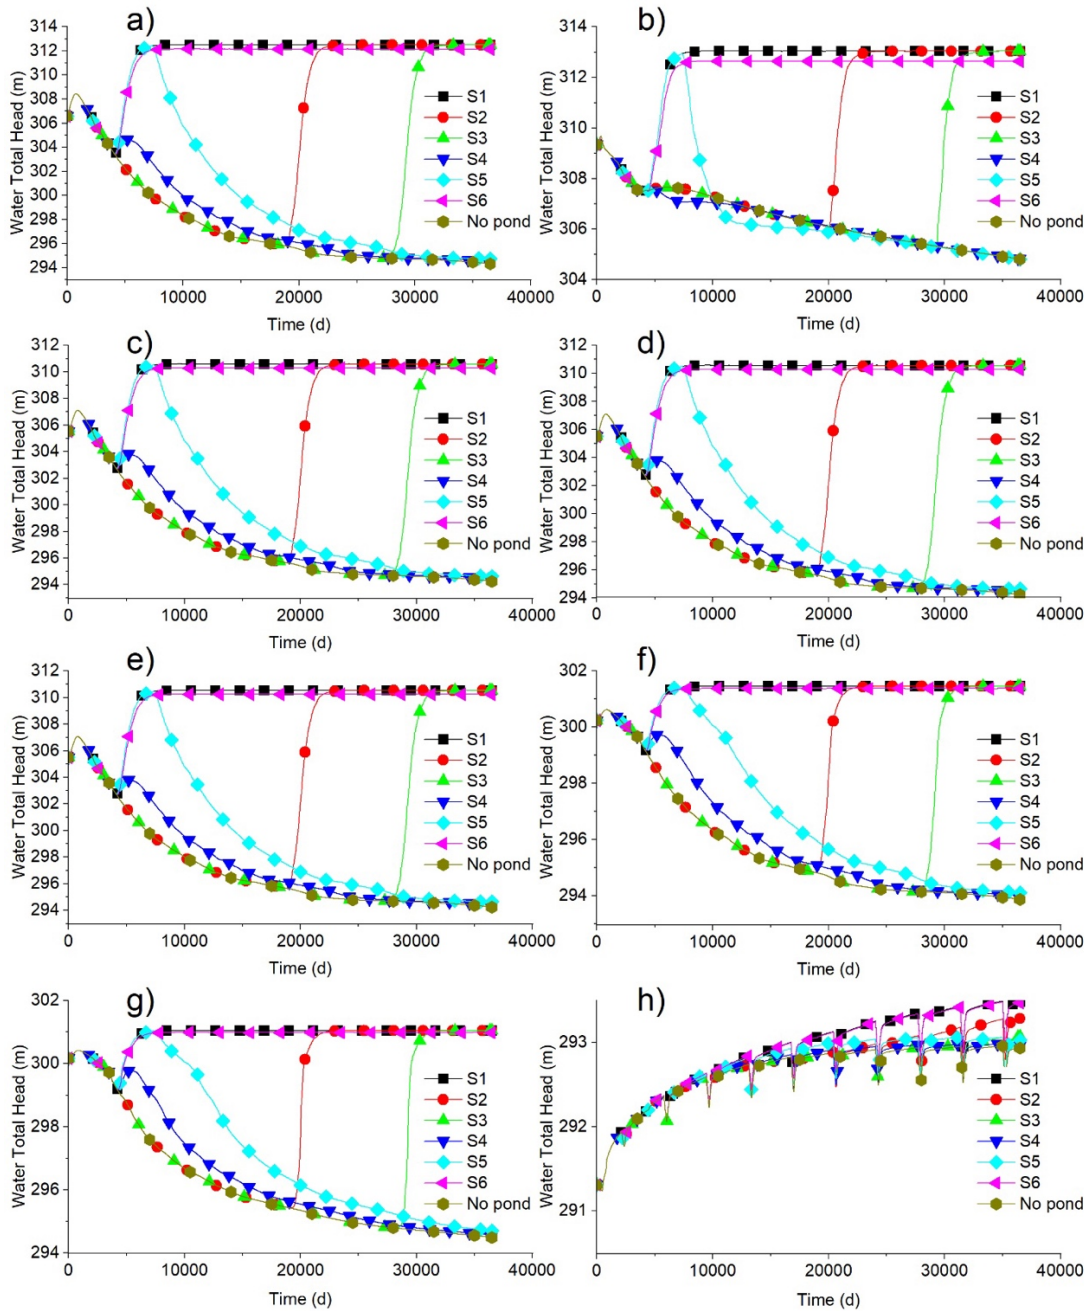 a)
314
312
310
308
306
304
302
300
298
296
294
Water Total Head (m)
0
10000
20000
30000
40000
Time (d)
S1
S2
S3
S4
S5
S6
No pond
b)
314
312
310
308
306
304
Water Total Head (m)
0
10000
20000
30000
40000
Time (d)
S1
S2
S3
S4
S5
S6
No pond
c)
312
310
308
306
304
302
300
298
296
294
Water Total Head (m)
0
10000
20000
30000
40000
Time (d)
S1
S2
S3
S4
S5
S6
No pond
d)
312
310
308
306
304
302
300
298
296
294
Water Total Head (m)
0
10000
20000
30000
40000
Time (d)
S1
S2
S3
S4
S5
S6
No pond
e)
312
310
308
306
304
302
300
298
296
294
Water Total Head (m)
0
10000
20000
30000
40000
Time (d)
S1
S2
S3
S4
S5
S6
No pond
f)
302
300
298
296
294
Water Total Head (m)
0
10000
20000
30000
40000
Time (d)
S1
S2
S3
S4
S5
S6
No pond
g)
302
300
298
296
294
Water Total Head (m)
0
10000
20000
30000
40000
Time (d)
S1
S2
S3
S4
S5
S6
No pond
h)
293
292
291
Water Total Head (m)
0
10000
20000
30000
40000
Time (d)
S1
S2
S3
S4
S5
S6
No pond